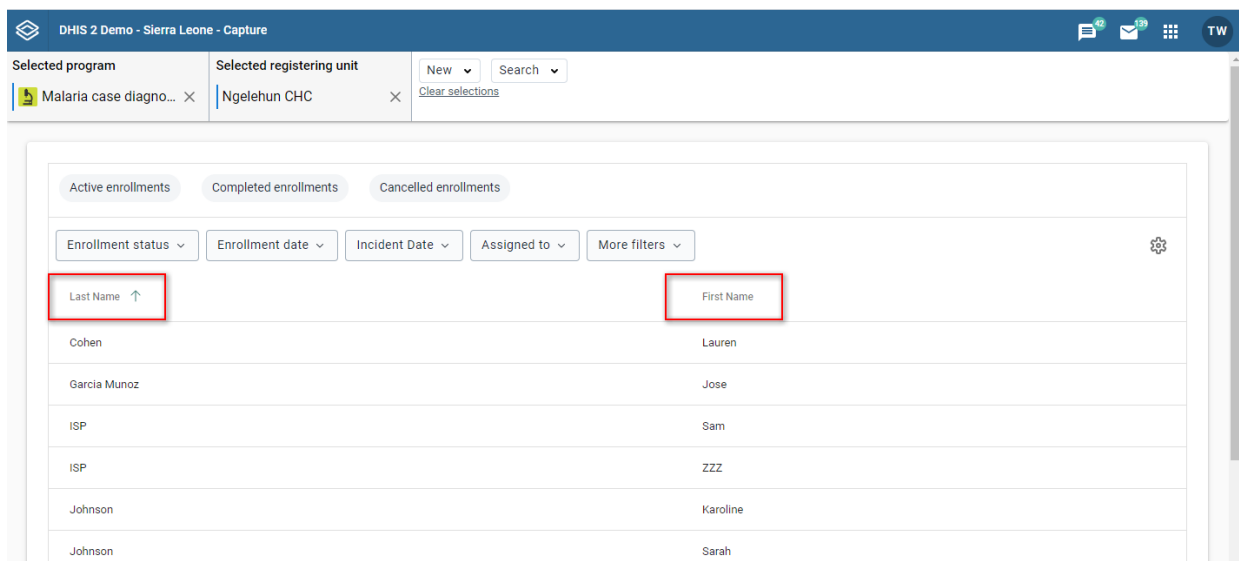 DHIS 2 Demo - Sierra Leone - Capture
42
139
TW
Selected program
Selected registering unit
New
Search
Malaria case diagno...
Ngelehun CHC
Clear selections
Active enrollments Completed enrollments Cancelled enrollments
Enrollment status Enrollment date Incident Date Assigned to More filters
Last Name First Name
Cohen Lauren
Garcia Munoz Jose
ISP Sam
ISP ZZZ
Johnson Karoline
Johnson Sarah